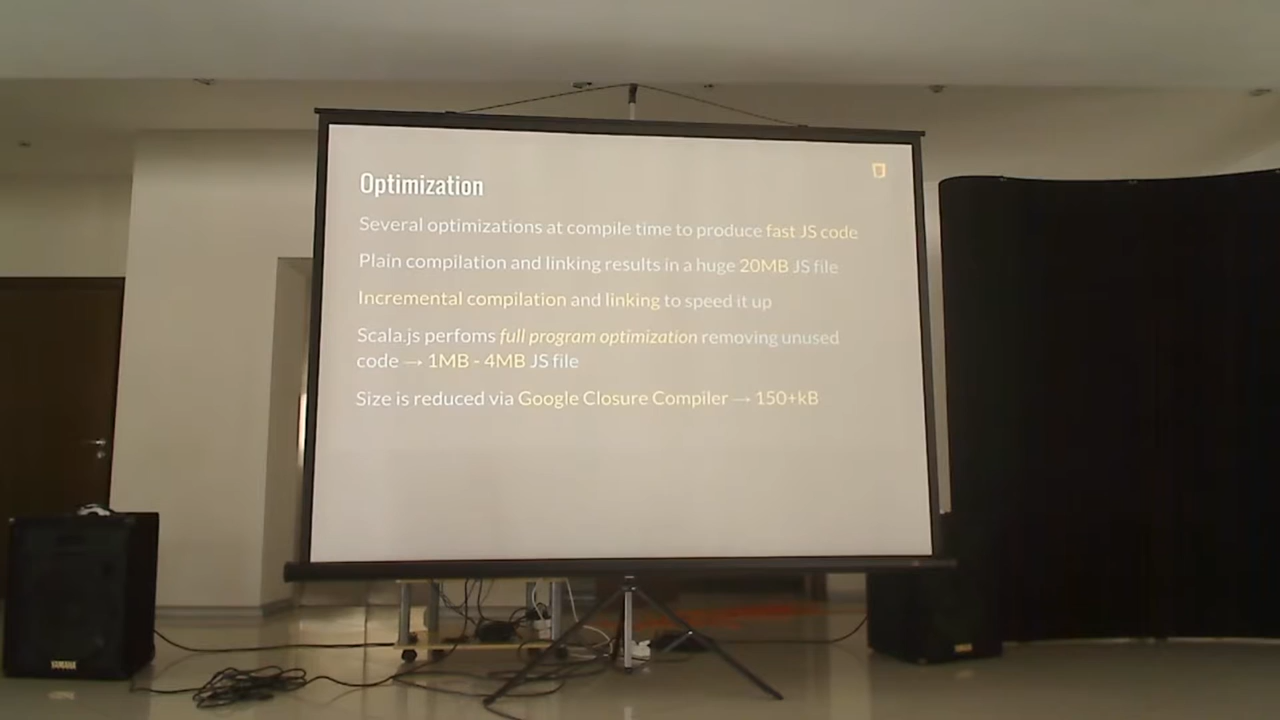 Optimization
Several optimizations at compile time to produce fast JS code
Plain compilation and linking results in a huge 20MB JS file
Incremental compilation and linking to speed it up
Scala.js perfoms full program optimization removing unused
code → 1MB - 4MB JS file
Size is reduced via Google Closure Compiler → 150+kB
YAMAHA